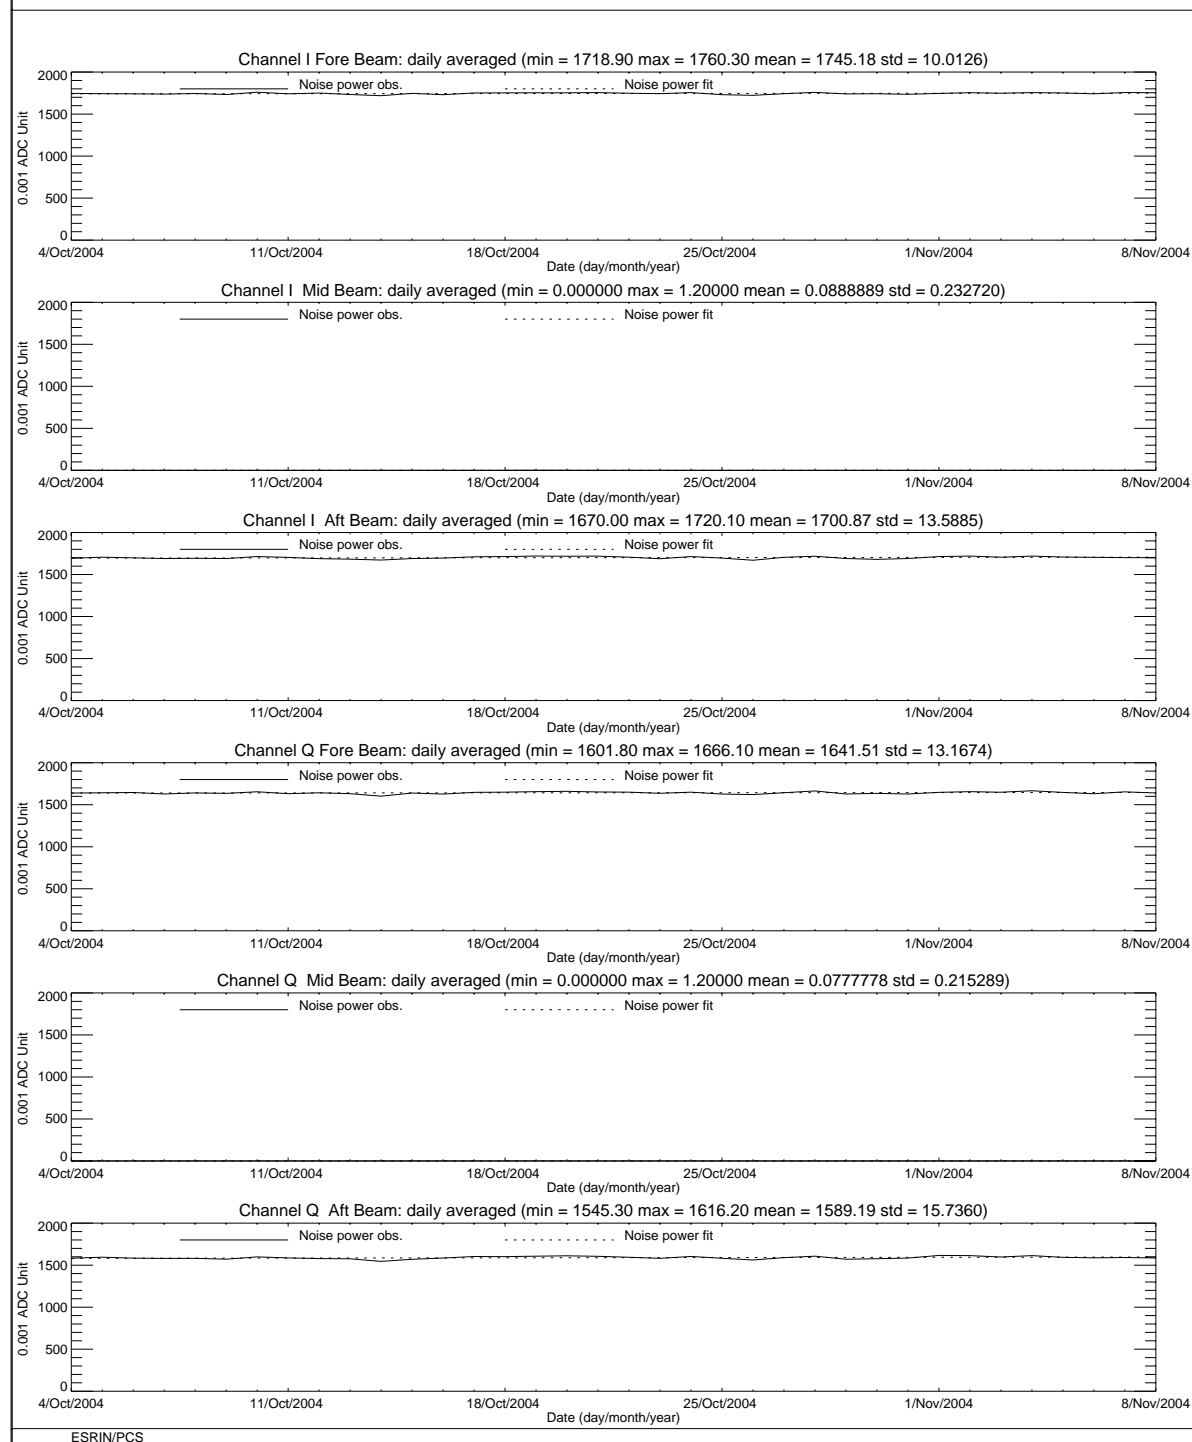 Channel I Fore Beam: daily averaged (min = 1718.90 max = 1760.30 mean = 1745.18 std = 10.0126)
2000
Noise power obs. Noise power fit
1500
1000
500
0
0.001 ADC Unit
4/Oct/2004 11/Oct/2004 18/Oct/2004 25/Oct/2004 1/Nov/2004 8/Nov/2004
Date (day/month/year)
Channel I Mid Beam: daily averaged (min = 0.000000 max = 1.20000 mean = 0.0888889 std = 0.232720)
2000
Noise power obs. Noise power fit
1500
1000
500
0
0.001 ADC Unit
4/Oct/2004 11/Oct/2004 18/Oct/2004 25/Oct/2004 1/Nov/2004 8/Nov/2004
Date (day/month/year)
Channel I Aft Beam: daily averaged (min = 1670.00 max = 1720.10 mean = 1700.87 std = 13.5885)
2000
Noise power obs. Noise power fit
1500
1000
500
0
0.001 ADC Unit
4/Oct/2004 11/Oct/2004 18/Oct/2004 25/Oct/2004 1/Nov/2004 8/Nov/2004
Date (day/month/year)
Channel Q Fore Beam: daily averaged (min = 1601.80 max = 1666.10 mean = 1641.51 std = 13.1674)
2000
Noise power obs. Noise power fit
1500
1000
500
0
0.001 ADC Unit
4/Oct/2004 11/Oct/2004 18/Oct/2004 25/Oct/2004 1/Nov/2004 8/Nov/2004
Date (day/month/year)
Channel Q Mid Beam: daily averaged (min = 0.000000 max = 1.20000 mean = 0.0777778 std = 0.215289)
2000
Noise power obs. Noise power fit
1500
1000
500
0
0.001 ADC Unit
4/Oct/2004 11/Oct/2004 18/Oct/2004 25/Oct/2004 1/Nov/2004 8/Nov/2004
Date (day/month/year)
Channel Q Aft Beam: daily averaged (min = 1545.30 max = 1616.20 mean = 1589.19 std = 15.7360)
2000
Noise power obs. Noise power fit
1500
1000
500
0
0.001 ADC Unit
4/Oct/2004 11/Oct/2004 18/Oct/2004 25/Oct/2004 1/Nov/2004 8/Nov/2004
Date (day/month/year)
ESRIN/PCS